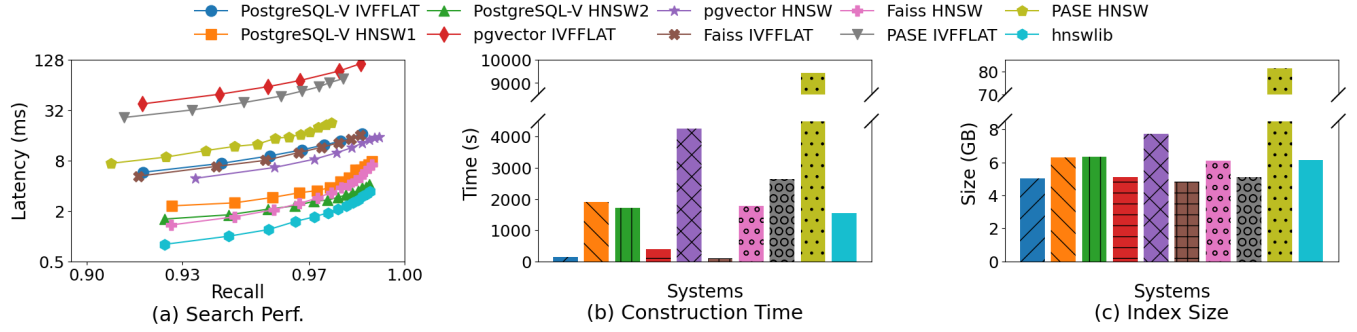 PostgreSQL-V IVFFLAT PostgreSQL-V HNSW2 pgvector HNSW Faiss HNSW PASE HNSW
PostgreSQL-V HNSW1 pgvector IVFFLAT Faiss IVFFLAT PASE IVFFLAT hnswlib
128
32
8
2
0.5
Latency (ms)
0.90 0.93 0.97 1.00
Recall
(a) Search Perf.
10000
9000
4000
3000
2000
1000
0
Time (s)
Systems
(b) Construction Time
80
70
8
6
4
2
0
Size (GB)
Systems
(c) Index Size